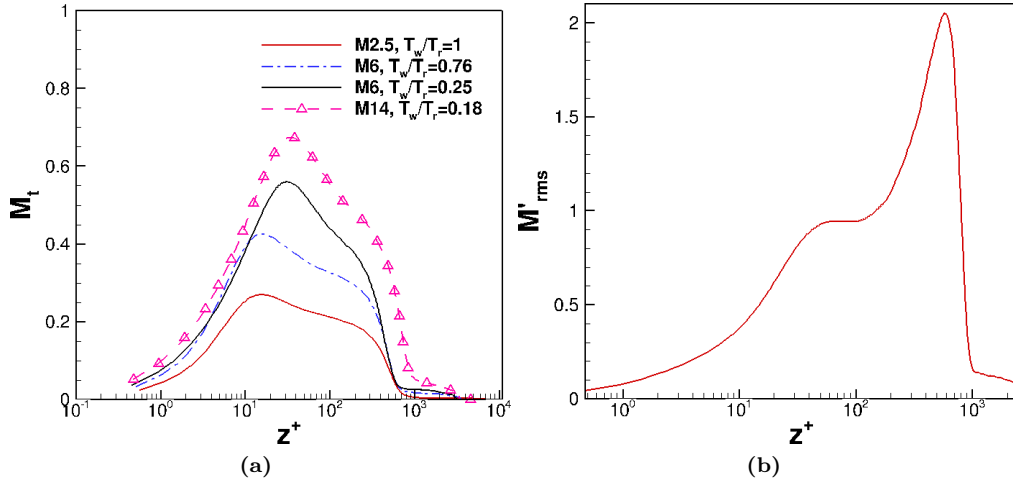 1
0.8
0.6
0.4
0.2
0
M_t
M2.5, T_w/T_r=1
M6, T_w/T_r=0.76
M6, T_w/T_r=0.25
M14, T_w/T_r=0.18
10^-1 10^0 10^1 10^2 10^3 10^4
z^+
(a)
2
1.5
1
0.5
0
M'_rms
10^0 10^1 10^2 10^3
z^+
(b)